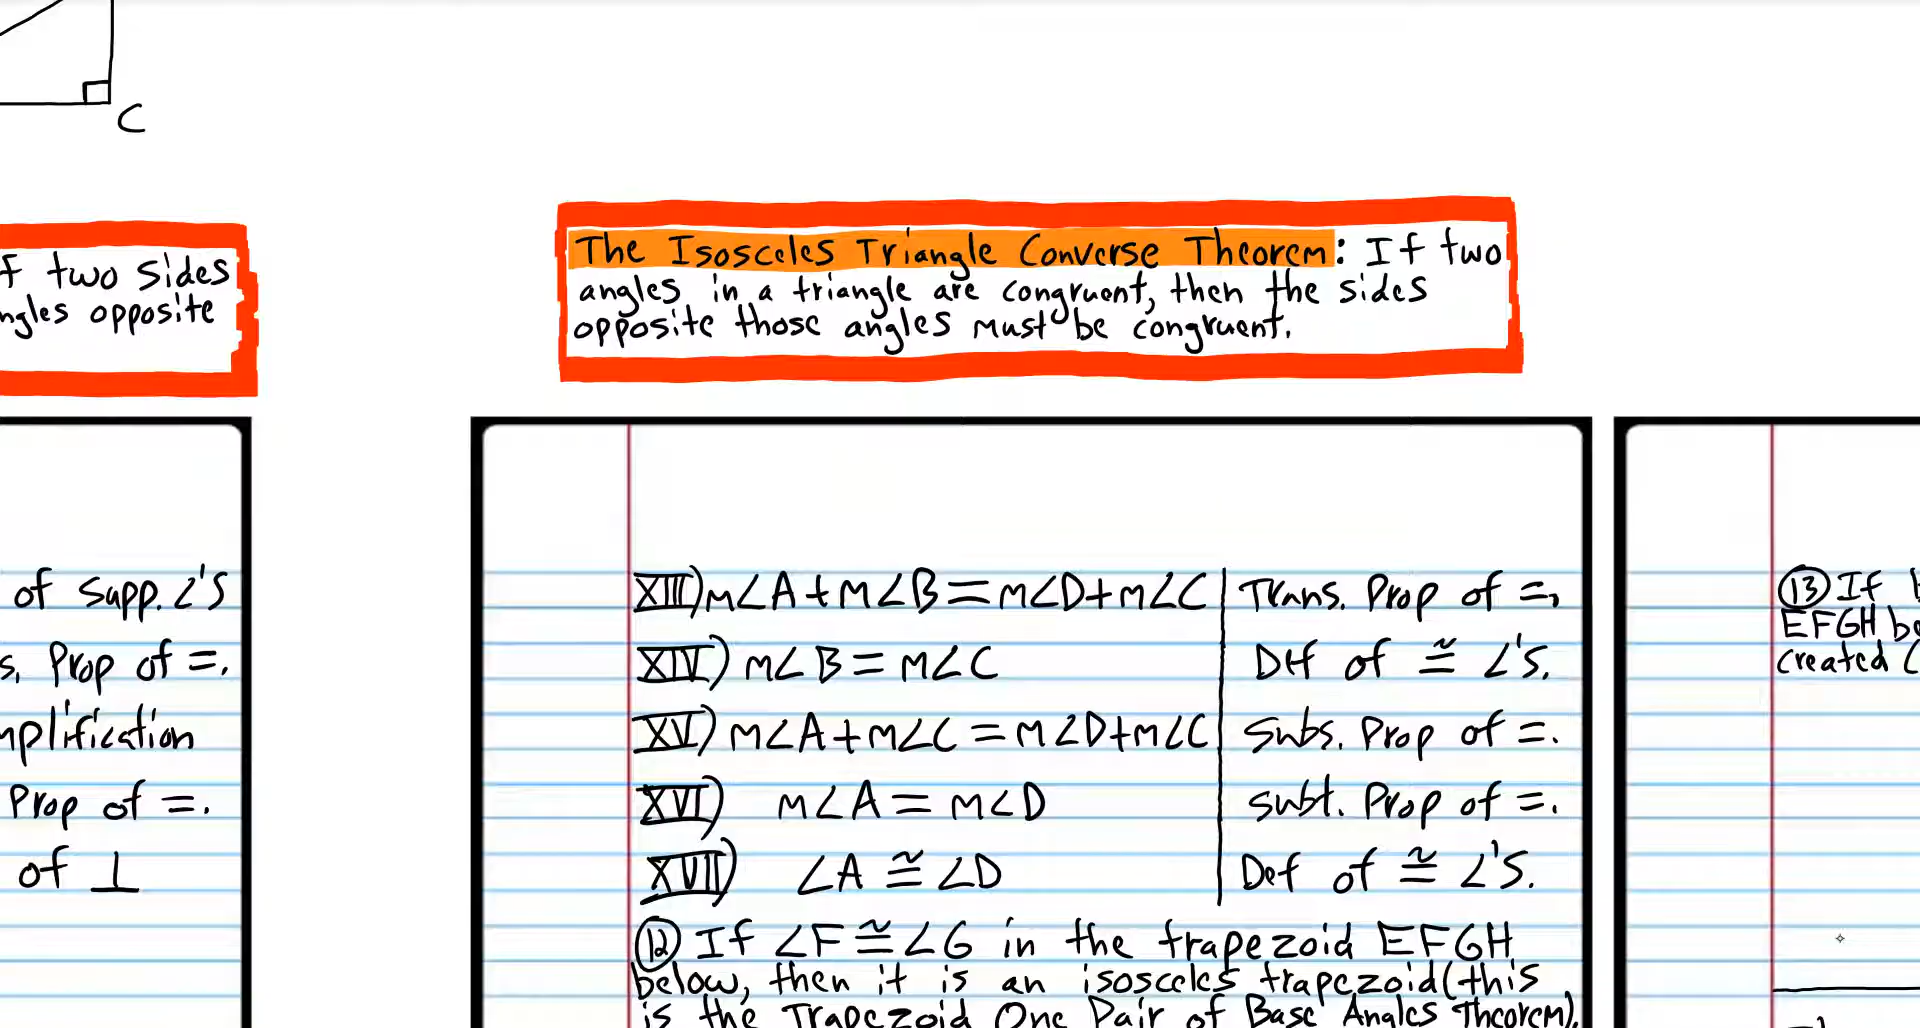 C
f two sides
ngles opposite
The Isosceles Triangle Converse Theorem: If two
angles in a triangle are congruent, then the sides
opposite those angles must be congruent.
of Supp. ∠'s
s. Prop of =.
mplification
Prop of =.
of ⊥
XIII) m∠A + m∠B = m∠D + m∠C | Trans. Prop of =,
XIV) m∠B = m∠C | Def of ≅ ∠'s.
XV) m∠A + m∠C = m∠D + m∠C | Subs. Prop of =.
XVI) m∠A = m∠D | Subt. Prop of =.
XVII) ∠A ≅ ∠D | Def of ≅ ∠'s.
⑫ If ∠F ≅ ∠G in the trapezoid EFGH
below, then it is an isosceles trapezoid (this
is the Trapezoid One Pair of Base Angles Theorem).
⑬ If
EFGH be
created (